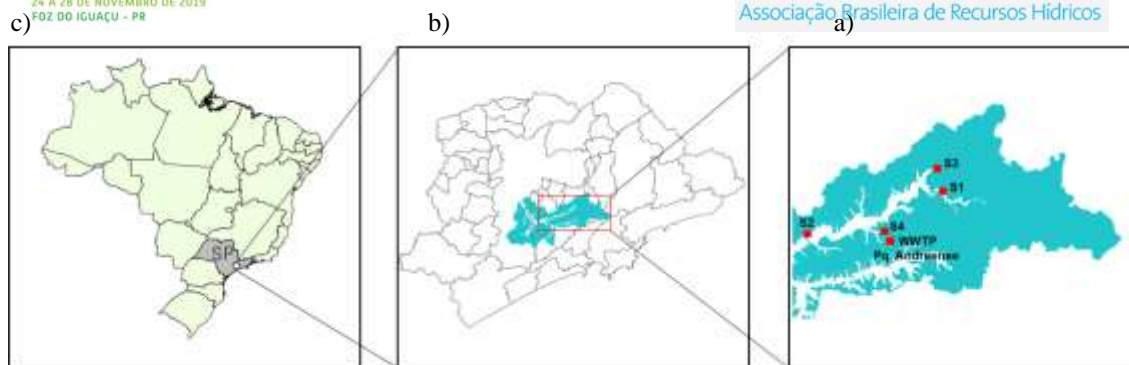 24 A 28 DE NOVEMBRO DE 2019
FOZ DO IGUAÇU - PR
Associação Brasileira de Recursos Hídricos
c)
b)
a)
SP
S3
S1
S2
S4
WWTP
Pq. Andreense